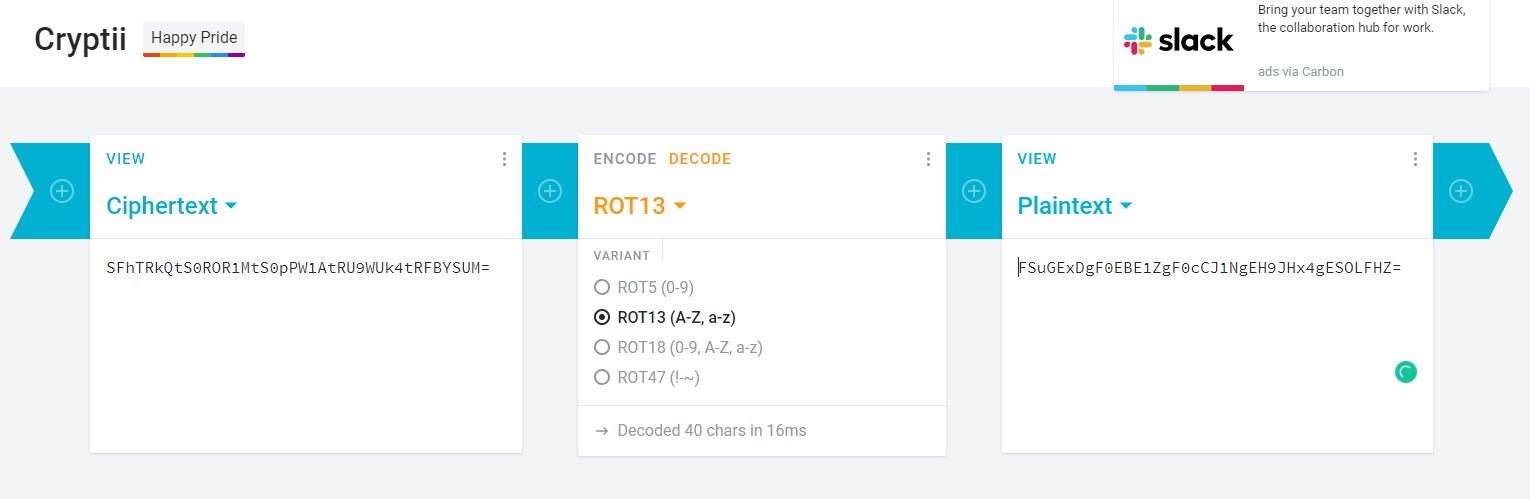 Cryptii
Happy Pride
slack
Bring your team together with Slack,
the collaboration hub for work.
ads via Carbon
VIEW
Ciphertext
SFhTRkQtS0ROR1MtS0pPW1AtRU9WUk4tRFBYSUM=
ENCODE DECODE
ROT13
VARIANT
ROT5 (0-9)
ROT13 (A-Z, a-z)
ROT18 (0-9, A-Z, a-z)
ROT47 (!-~)
→ Decoded 40 chars in 16ms
VIEW
Plaintext
FSuGExDgF0EBE1ZgF0cCJ1NgEH9JHx4gESOLFHZ=